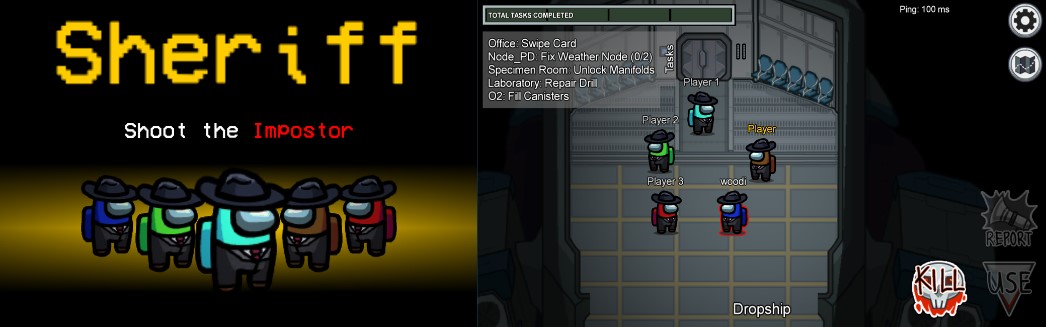 Sheriff
Shoot the Impostor
TOTAL TASKS COMPLETED
Ping: 100 ms
Office: Swipe Card
Node_PD: Fix Weather Node (0/2)
Specimen Room: Unlock Manifolds
Laboratory: Repair Drill
O2: Fill Canisters
Tasks
Player 1
Player 2
Player
Player 3
woodi
REPORT
KILL
USE
Dropship